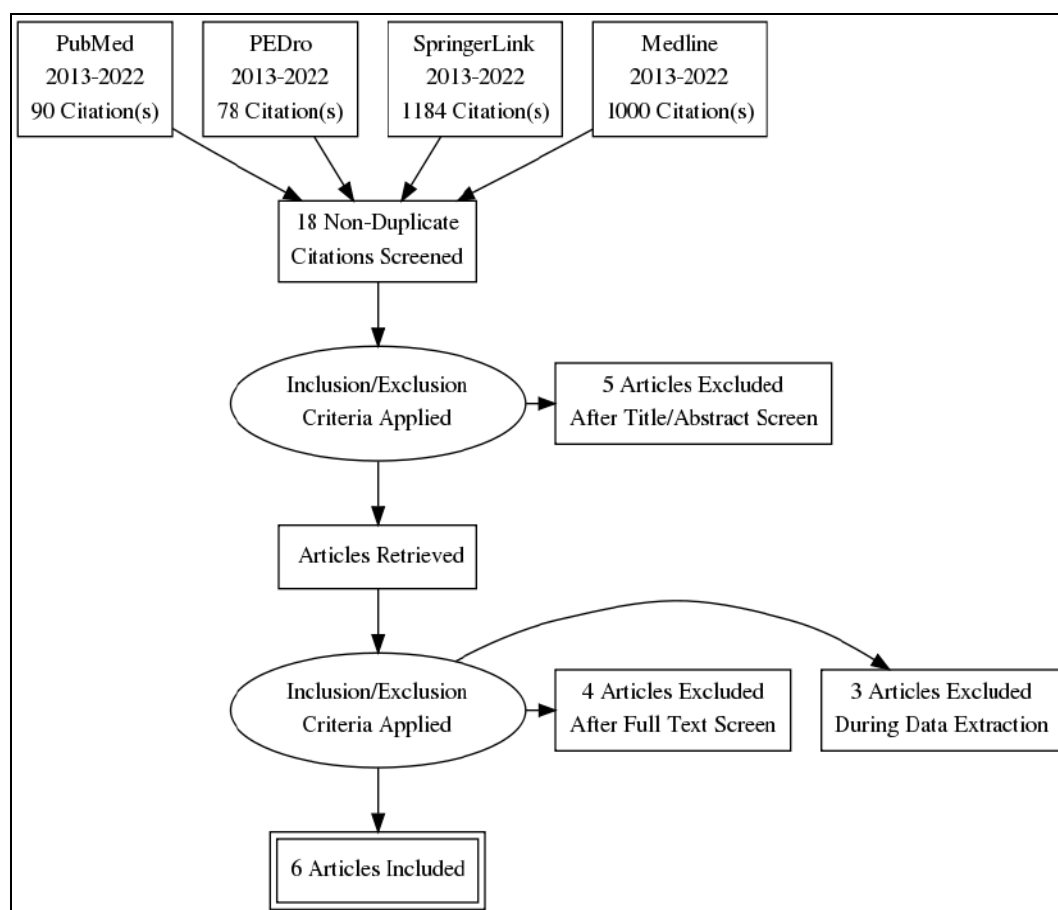 PubMed
2013-2022
90 Citation(s)
PEDro
2013-2022
78 Citation(s)
SpringerLink
2013-2022
1184 Citation(s)
Medline
2013-2022
1000 Citation(s)
18 Non-Duplicate
Citations Screened
Inclusion/Exclusion
Criteria Applied
5 Articles Excluded
After Title/Abstract Screen
Articles Retrieved
Inclusion/Exclusion
Criteria Applied
4 Articles Excluded
After Full Text Screen
3 Articles Excluded
During Data Extraction
6 Articles Included